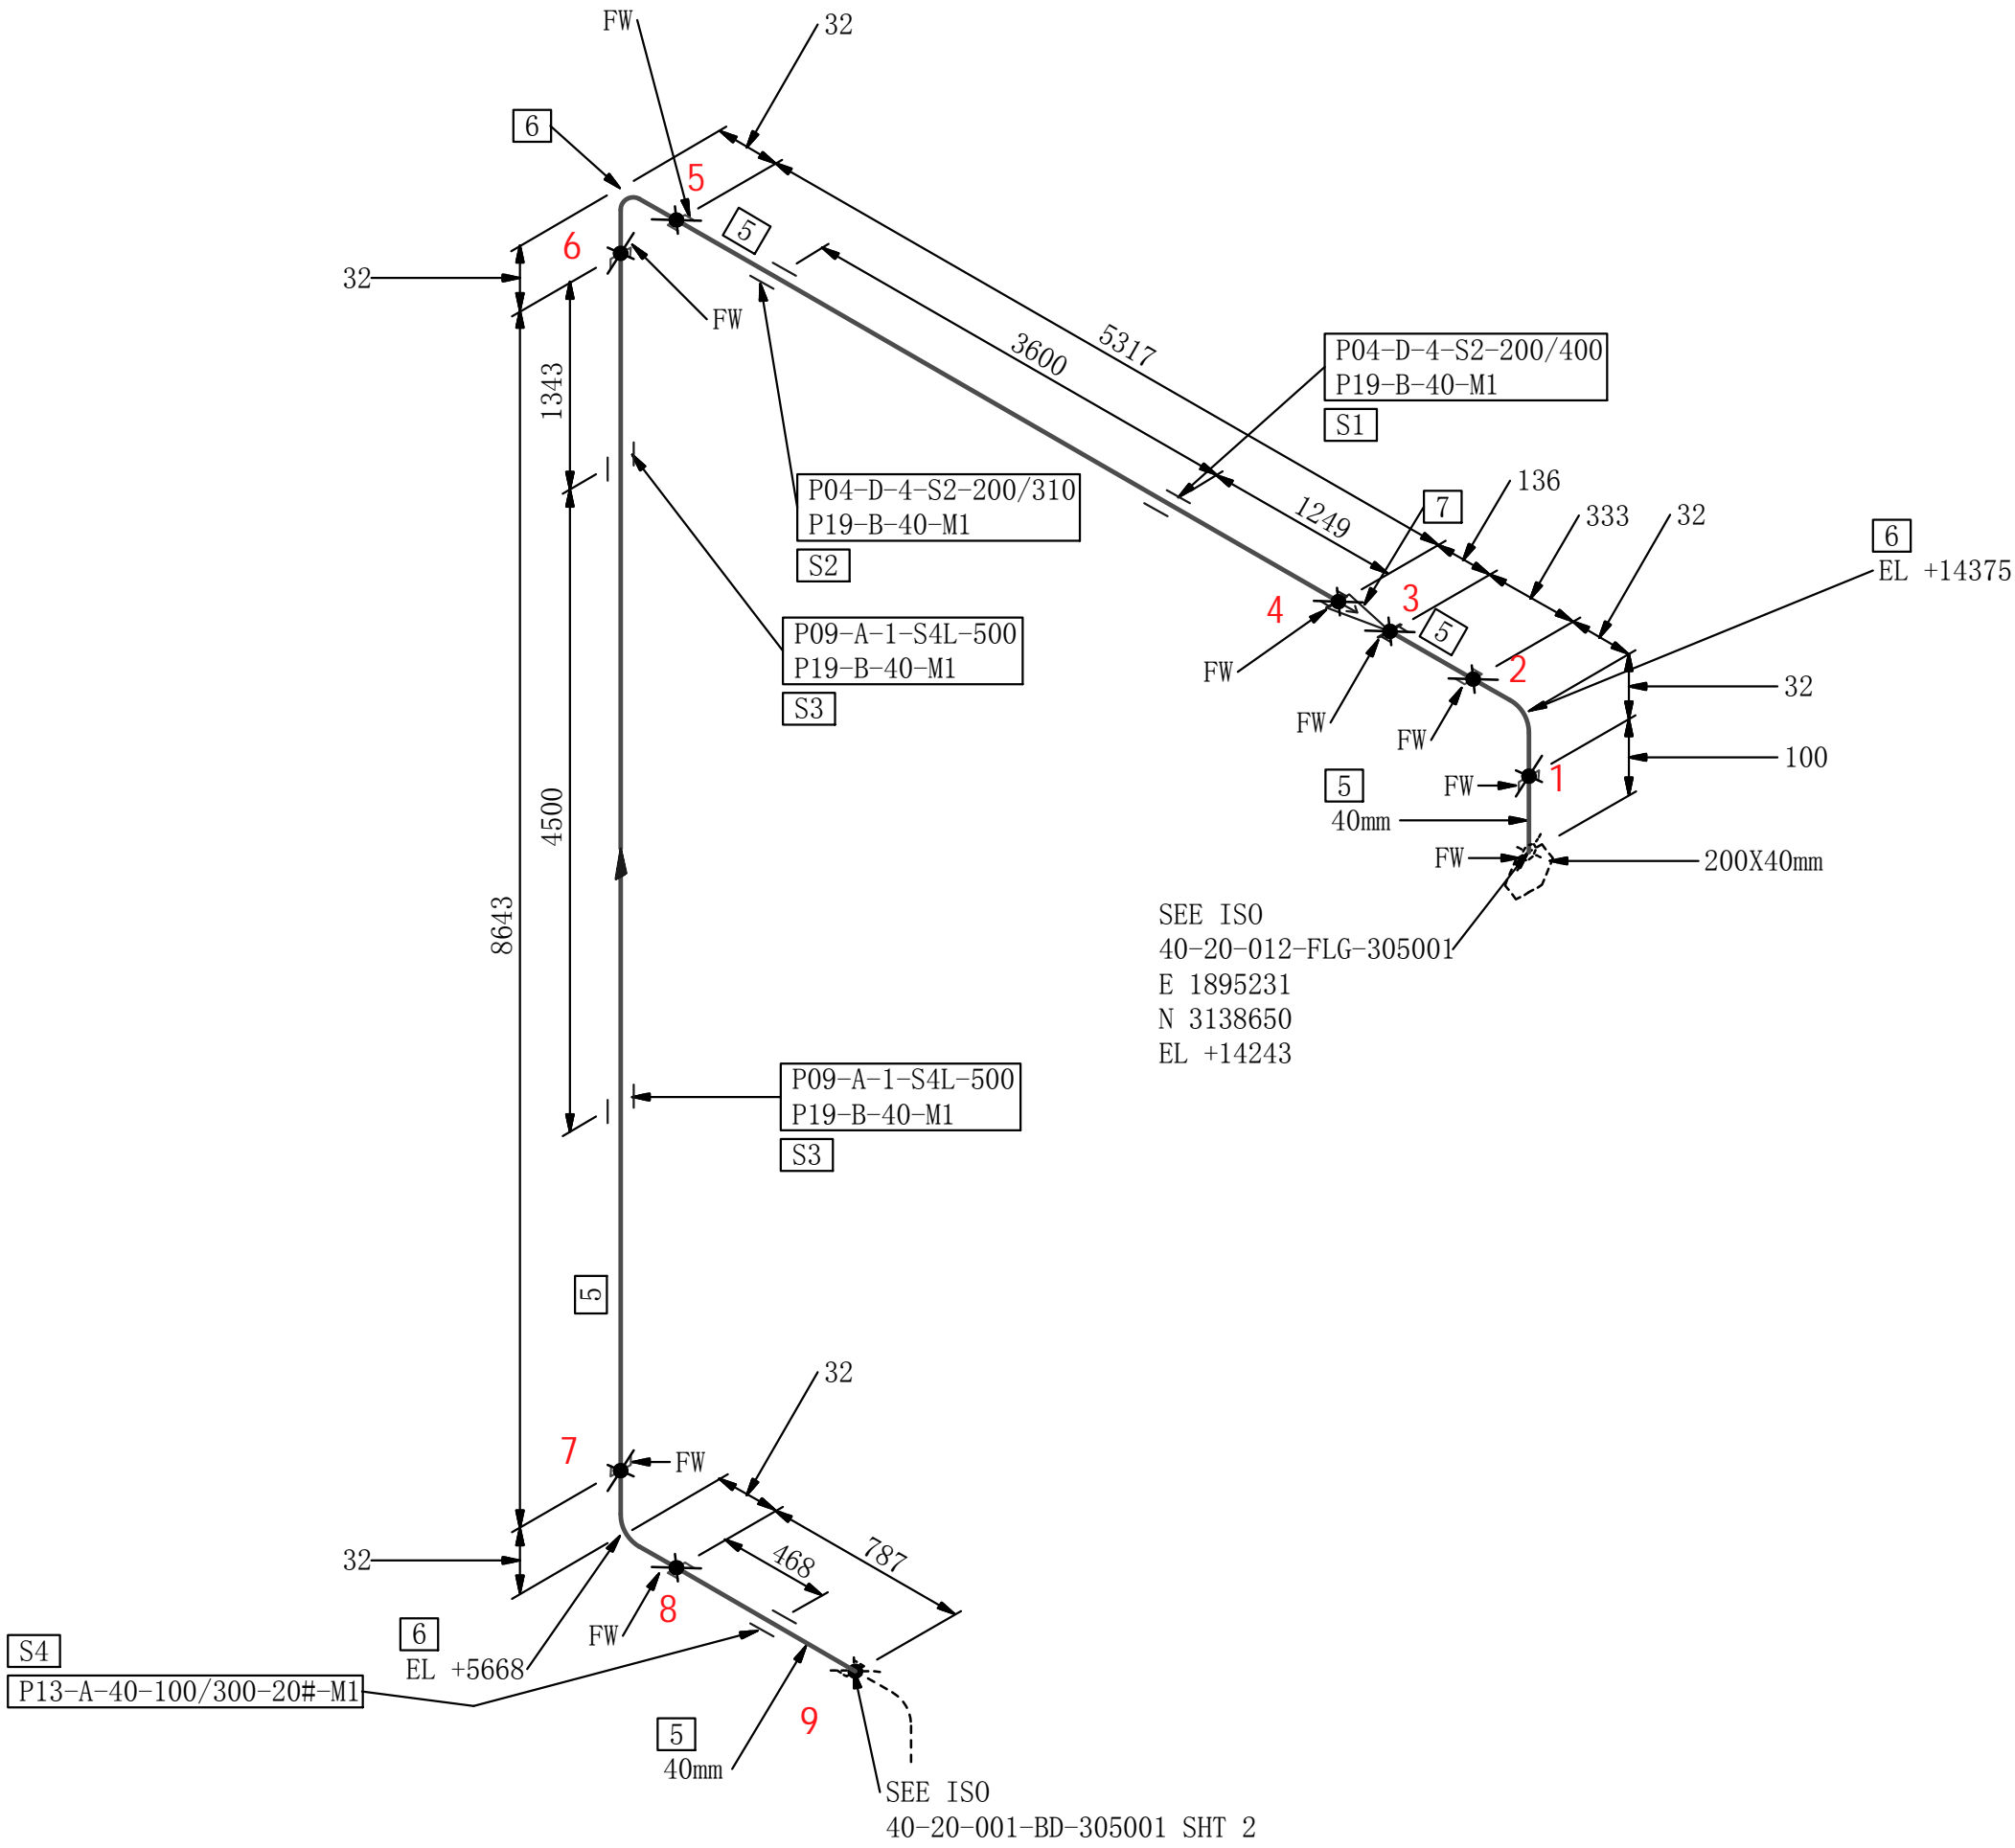 FW
32
6
5
5
6
32
FW
1343
3600
5317
P04-D-4-S2-200/400
P19-B-40-M1
S1
P04-D-4-S2-200/310
P19-B-40-M1
S2
1249
7
136
333
32
6
EL +14375
4
3
5
2
FW
FW
FW
32
P09-A-1-S4L-500
P19-B-40-M1
S3
100
5
40mm
FW
1
FW
200X40mm
SEE ISO
40-20-012-FLG-305001
E 1895231
N 3138650
EL +14243
4500
8643
P09-A-1-S4L-500
P19-B-40-M1
S3
5
32
7
FW
468
787
32
8
FW
6
EL +5668
S4
P13-A-40-100/300-20#-M1
5
40mm
9
SEE ISO
40-20-001-BD-305001 SHT 2